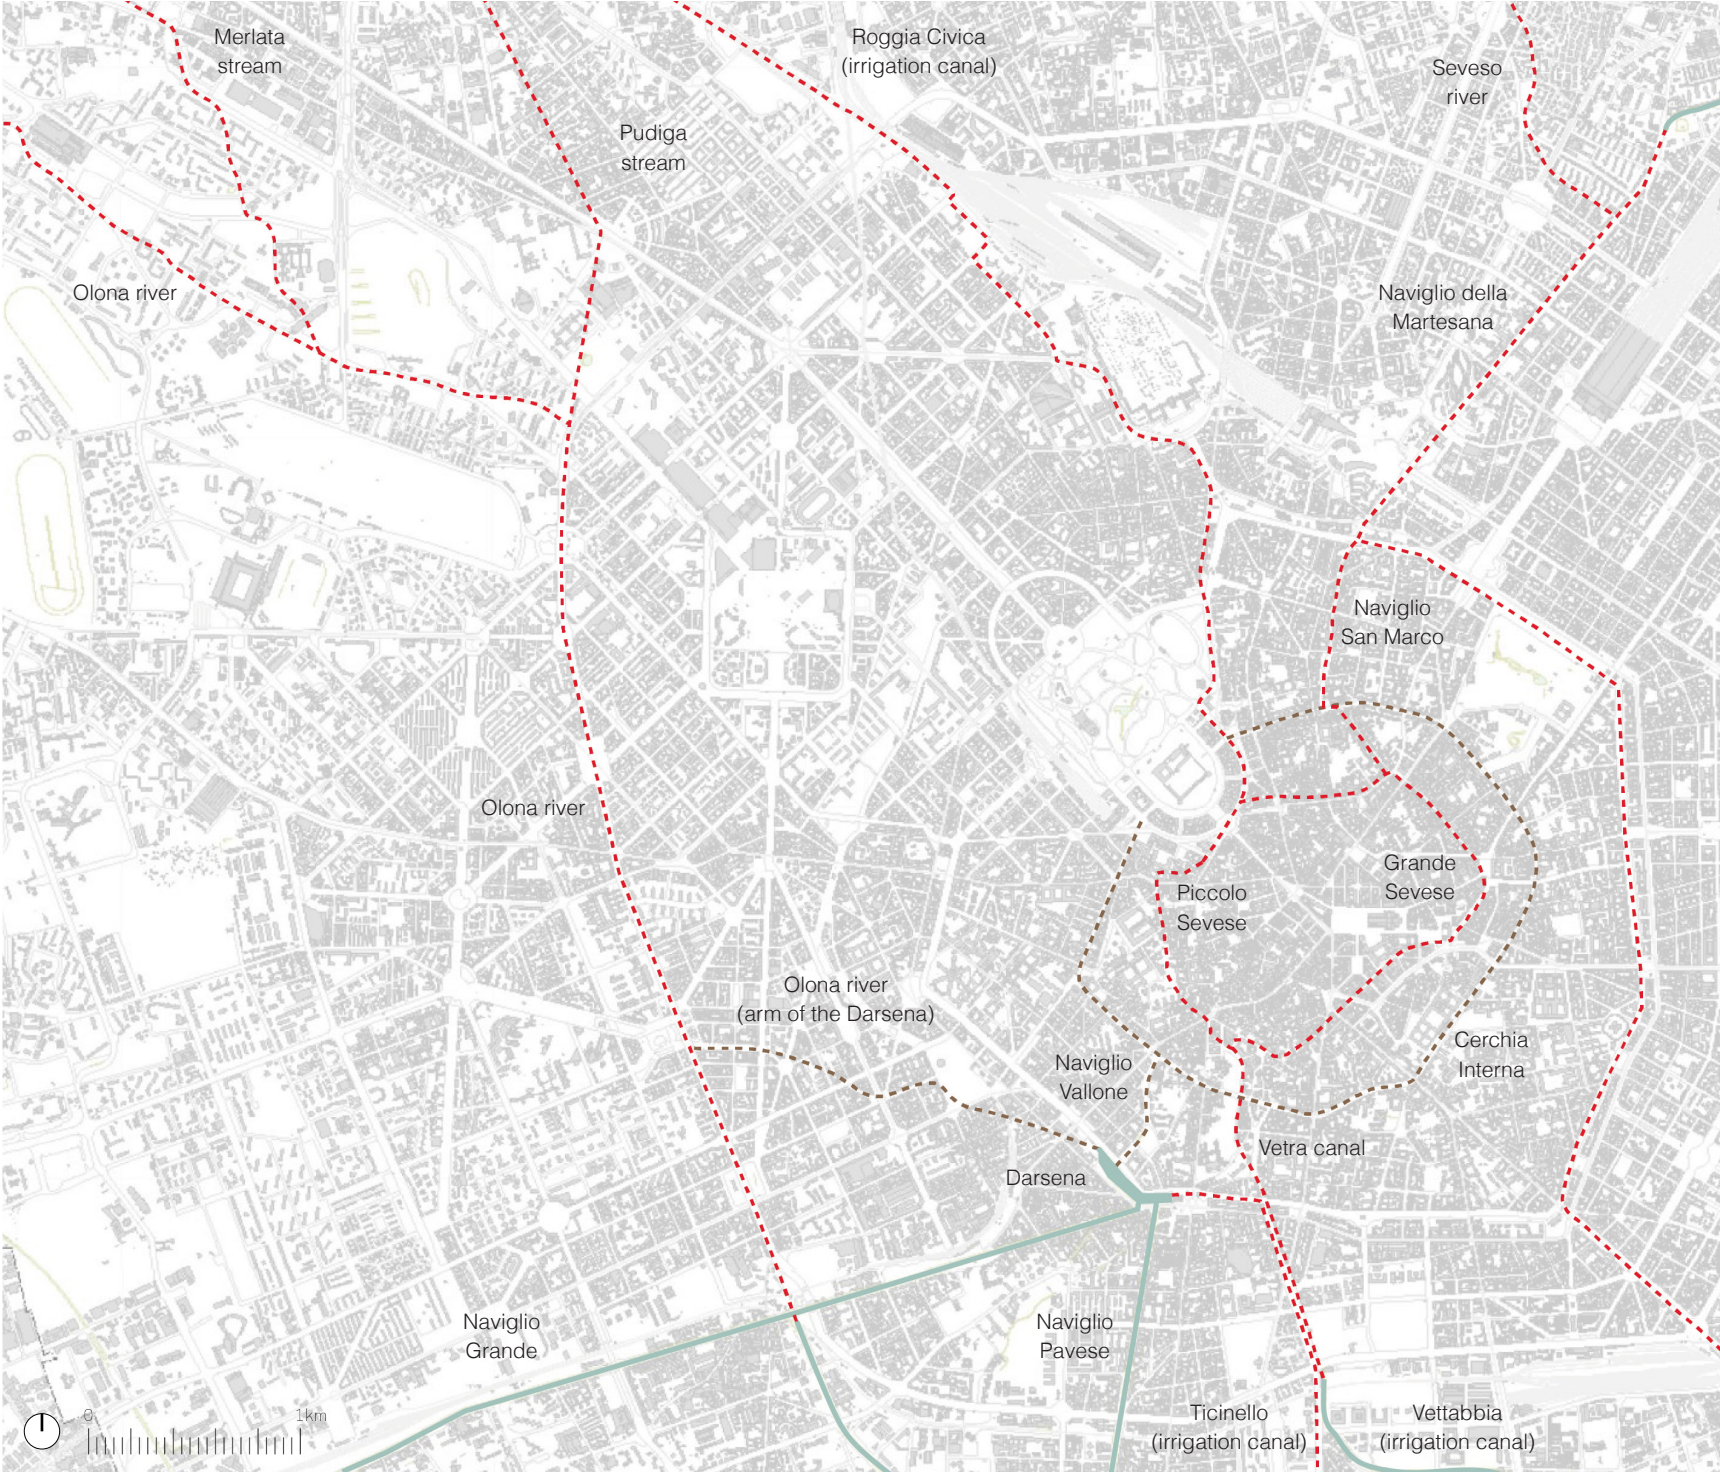 Merlata
stream
Roggia Civica
(irrigation canal)
Seveso
river
Pudiga
stream
Olona river
Naviglio della
Martesana
Naviglio
San Marco
Olona river
Grande
Sevese
Piccolo
Sevese
Olona river
(arm of the Darsena)
Cerchia
Interna
Naviglio
Vallone
Vetra canal
Darsena
Naviglio
Grande
Naviglio
Pavese
Ticinello
(irrigation canal)
Vettabbia
(irrigation canal)
0 1km